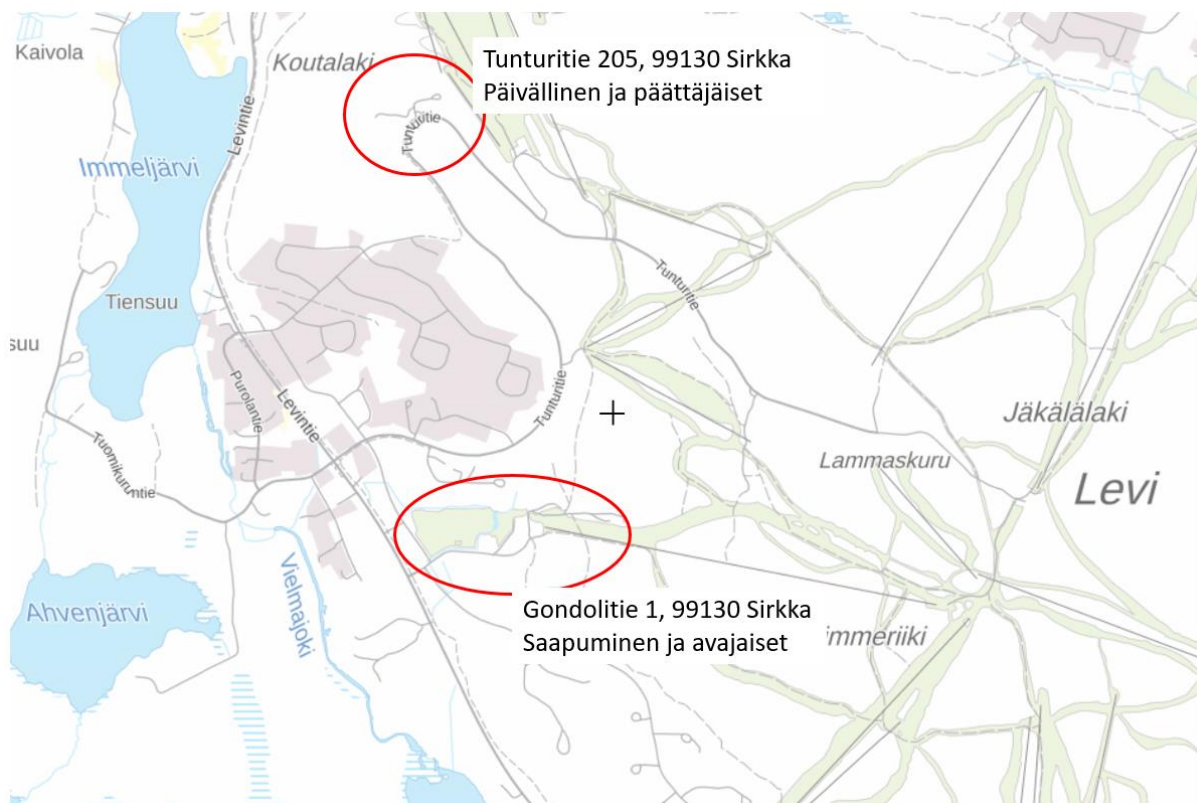 Kaivola
Koutalaki
Tunturitie 205, 99130 Sirkka
Päivällinen ja päättäjäiset
Levintie
Tunturitie
Immeljärvi
Tiensuu
suu
Tunturitie
Purolantie
Levintie
Tunturitie
Tuomikuruntie
Jäkälälaki
Lammaskuru
Levi
Vielmajoki
Ahvenjärvi
Gondolitie 1, 99130 Sirkka
Saapuminen ja avajaiset
immeriiki